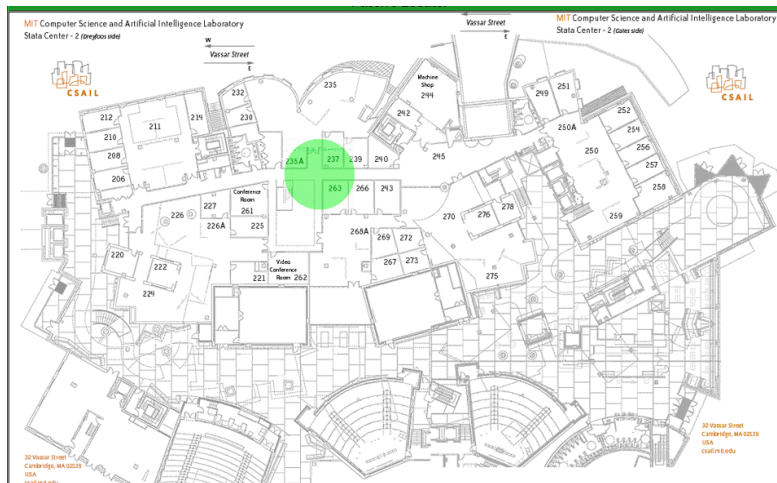 MIT Computer Science and Artificial Intelligence Laboratory
Stata Center - 2 (Dreyfoos side)
MIT Computer Science and Artificial Intelligence Laboratory
Stata Center - 2 (Gates side)
W
Vassar Street
E
Vassar Street
E
CSAIL
CSAIL
232
230
235
Machine
Shop
244
242
249
251
212
210
208
206
211
214
235A
237
239
240
245
250A
250
252
254
256
257
258
259
263
266
243
Conference
Room
261
227
226
226A
225
270
276
278
268A
269
272
267
273
275
220
222
224
221
Video
Conference
Room
262
32 Vassar Street
Cambridge, MA 02139
USA
csail.mit.edu
32 Vassar Street
Cambridge, MA 02139
USA
csail.mit.edu